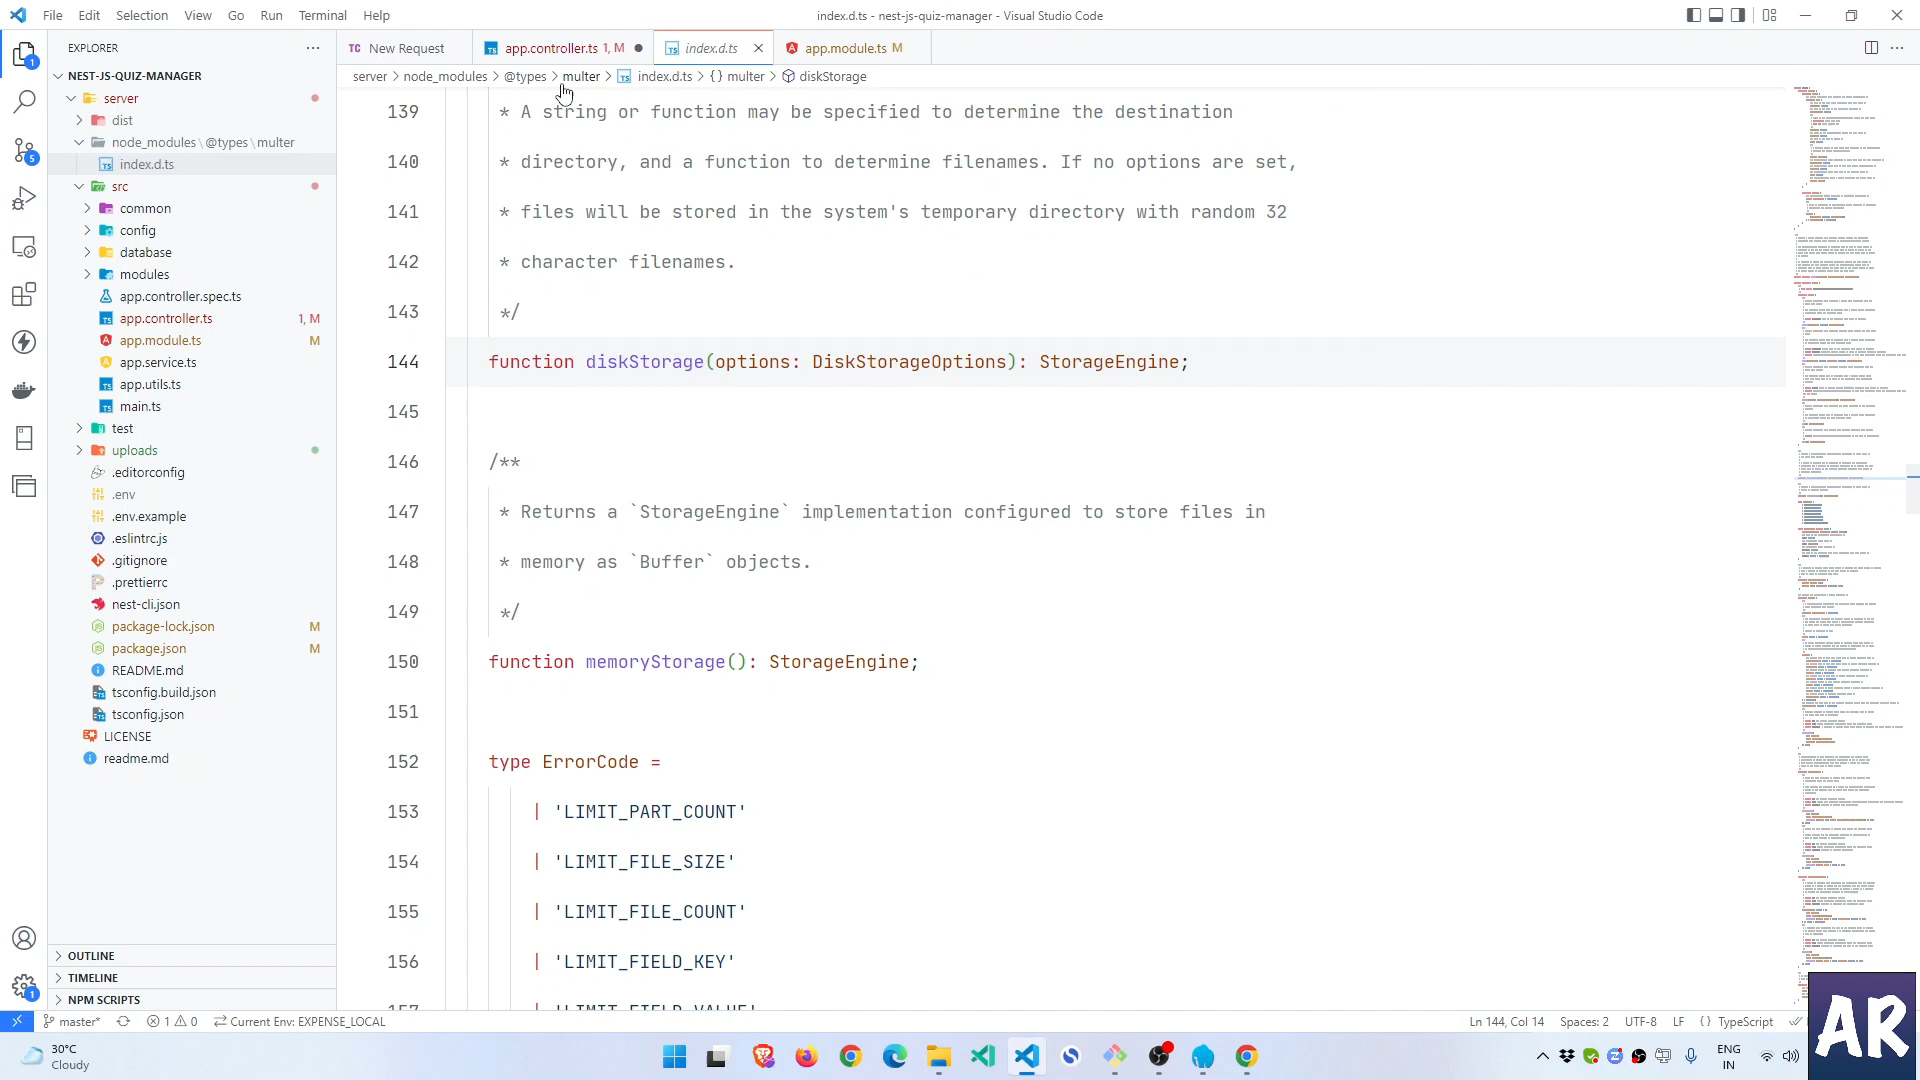 File Edit Selection View Go Run Terminal Help
index.d.ts - nest-js-quiz-manager - Visual Studio Code
EXPLORER
TC New Request
TS app.controller.ts 1, M
TS index.d.ts
app.module.ts M
NEST-JS-QUIZ-MANAGER
server > node_modules > @types > multer > TS index.d.ts > {} multer > diskStorage
server
dist
node_modules \ @types \ multer
TS index.d.ts
src
common
config
database
modules
app.controller.spec.ts
TS app.controller.ts 1, M
app.module.ts M
app.service.ts
TS app.utils.ts
TS main.ts
test
uploads
.editorconfig
.env
.env.example
.eslintrc.js
.gitignore
.prettierrc
nest-cli.json
package-lock.json M
package.json M
README.md
tsconfig.build.json
tsconfig.json
LICENSE
readme.md
OUTLINE
TIMELINE
NPM SCRIPTS
139 * A string or function may be specified to determine the destination
140 * directory, and a function to determine filenames. If no options are set,
141 * files will be stored in the system's temporary directory with random 32
142 * character filenames.
143 */
144 function diskStorage(options: DiskStorageOptions): StorageEngine;
145
146 /**
147 * Returns a `StorageEngine` implementation configured to store files in
148 * memory as `Buffer` objects.
149 */
150 function memoryStorage(): StorageEngine;
151
152 type ErrorCode =
153 | 'LIMIT_PART_COUNT'
154 | 'LIMIT_FILE_SIZE'
155 | 'LIMIT_FILE_COUNT'
156 | 'LIMIT_FIELD_KEY'
157 | 'LIMIT_FIELD_VALUE'
master* 1 0 Current Env: EXPENSE_LOCAL
Ln 144, Col 14 Spaces: 2 UTF-8 LF {} TypeScript
30°C
Cloudy
ENG
IN
AR